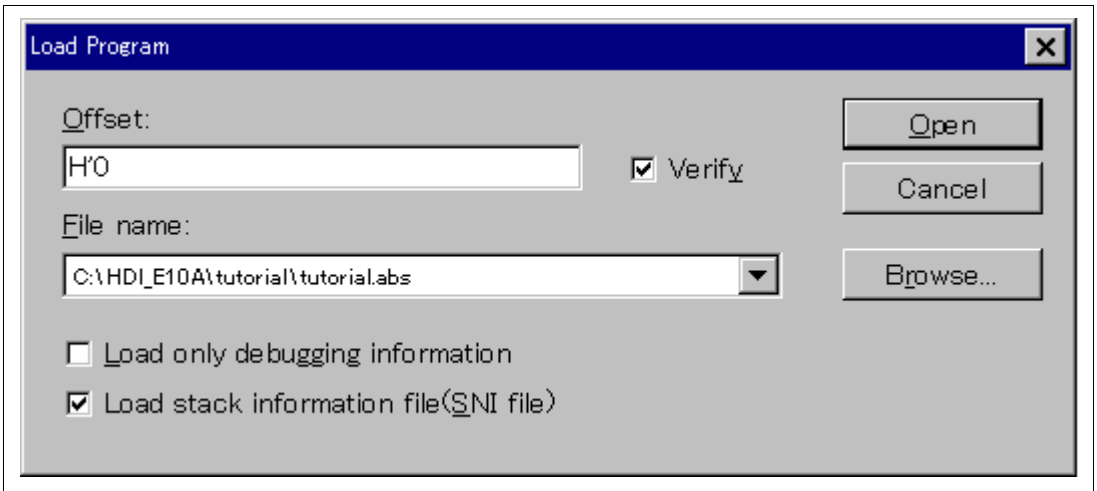 Load Program
Offset:
H'0
Verify
Open
Cancel
File name:
C:\HDI_E10A\tutorial\tutorial.abs
Browse...
Load only debugging information
Load stack information file(SNI file)